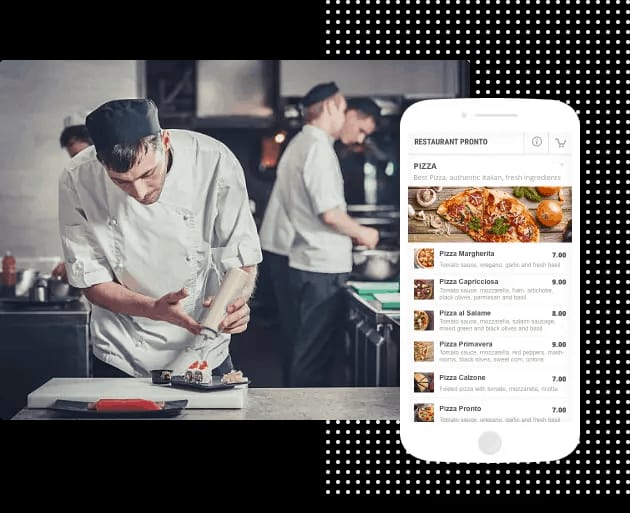 RESTAURANT PRONTO
PIZZA
Best Pizza, authentic Italian, fresh ingredients
Pizza Margherita 7.00
Tomato sauce, oregano, garlic and fresh basil
Pizza Capricciosa 9.00
Tomato sauce, mozzarella, ham, artichoke,
black olives, parmesan and basil
Pizza al Salame 8.00
Tomato sauce, mozzarella, salami sausage,
mixed green and black olives
Pizza Primavera 9.00
Tomato sauce, mozzarella, red peppers, mush-
rooms, black olives, sweet corn, onions
Pizza Calzone 7.00
Folded pizza with tomato, mozzarella, ricotta
Pizza Pronto 7.00
Tomato sauce, oregano, garlic and fresh basil